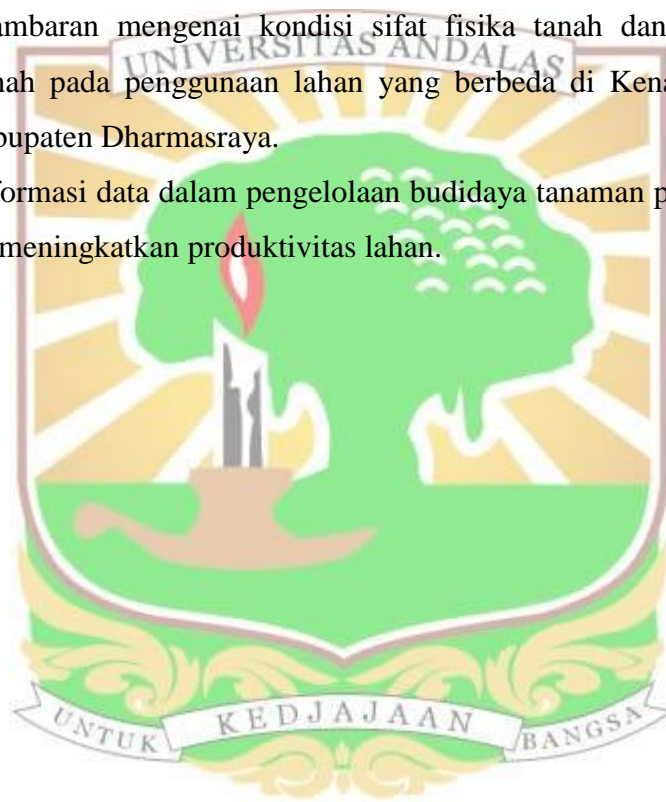 ambaran mengenai kondisi sifat fisika tanah dan
UNIVERSITAS ANDALAS
nah pada penggunaan lahan yang berbeda di Kena
bupaten Dharmasraya.
formasi data dalam pengelolaan budidaya tanaman p
meningkatkan produktivitas lahan.
UNTUK KEDJAJAAN BANGSA